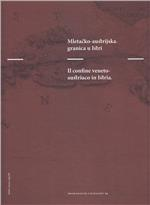 Mletačko-austrijska
granica u Istri
Il confine veneto-
austriaco in Istria.